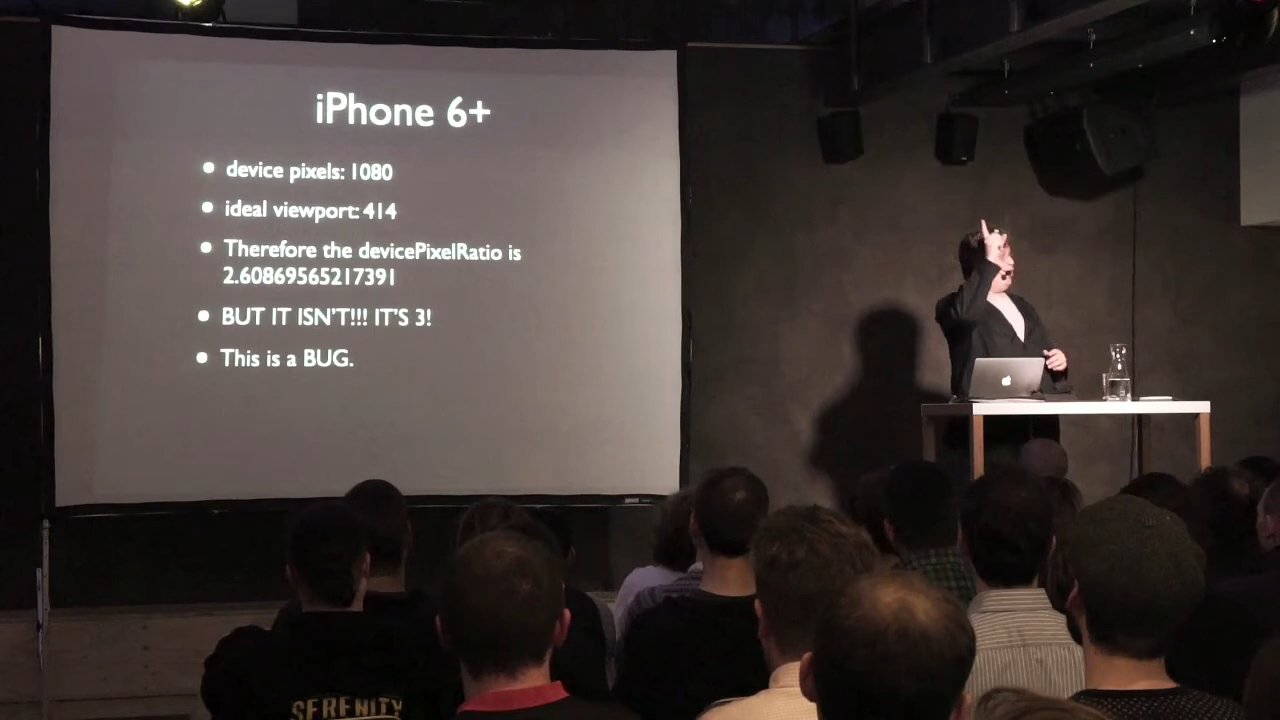 iPhone 6+
device pixels: 1080
ideal viewport: 414
Therefore the devicePixelRatio is
2.60869565217391
BUT IT ISN'T!!! IT'S 3!
This is a BUG.
SERENITY